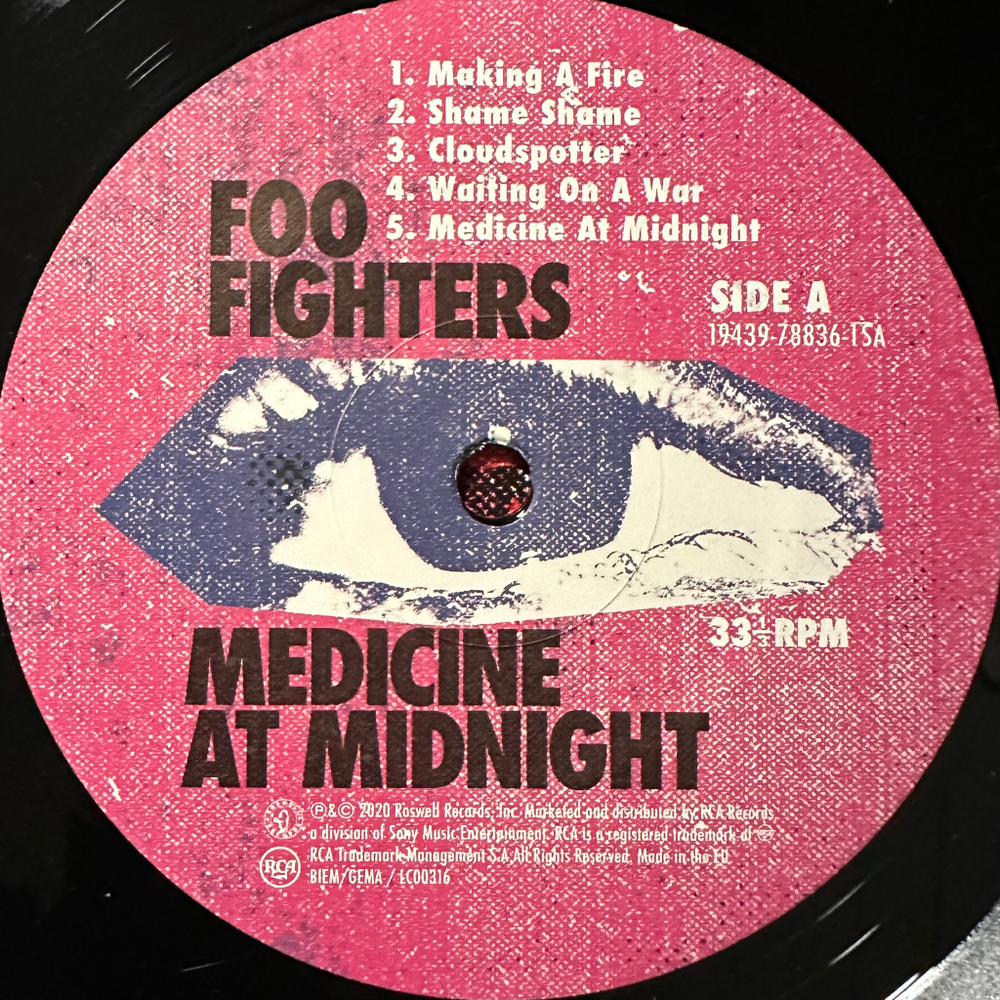 1. Making A Fire
2. Shame Shame
3. Cloudspotter
4. Waiting On A War
5. Medicine At Midnight
FOO
FIGHTERS
SIDE A
19439-78836-1SA
33⅓ RPM
MEDICINE
AT MIDNIGHT
℗&© 2020 Roswell Records, Inc. Marketed and distributed by RCA Records,
a division of Sony Music Entertainment. RCA is a registered trademark of
RCA Trademark Management S.A. All Rights Reserved. Made in the EU
BIEM/GEMA / LC00316
RCA